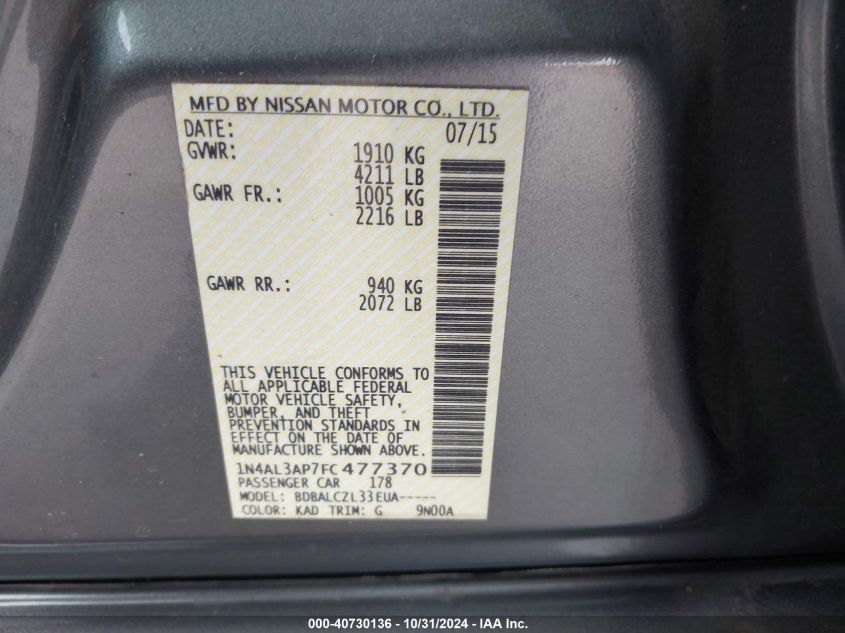 MFD BY NISSAN MOTOR CO., LTD.
DATE: 07/15
GVWR: 1910 KG
4211 LB
GAWR FR.: 1005 KG
2216 LB
GAWR RR.: 940 KG
2072 LB
THIS VEHICLE CONFORMS TO
ALL APPLICABLE FEDERAL
MOTOR VEHICLE SAFETY,
BUMPER, AND THEFT
PREVENTION STANDARDS IN
EFFECT ON THE DATE OF
MANUFACTURE SHOWN ABOVE.
1N4AL3AP7FC477370
PASSENGER CAR 178
MODEL: BDBALCZL33EUA-----
COLOR: KAD TRIM: G 9N00A
000-40730136 - 10/31/2024 - IAA Inc.